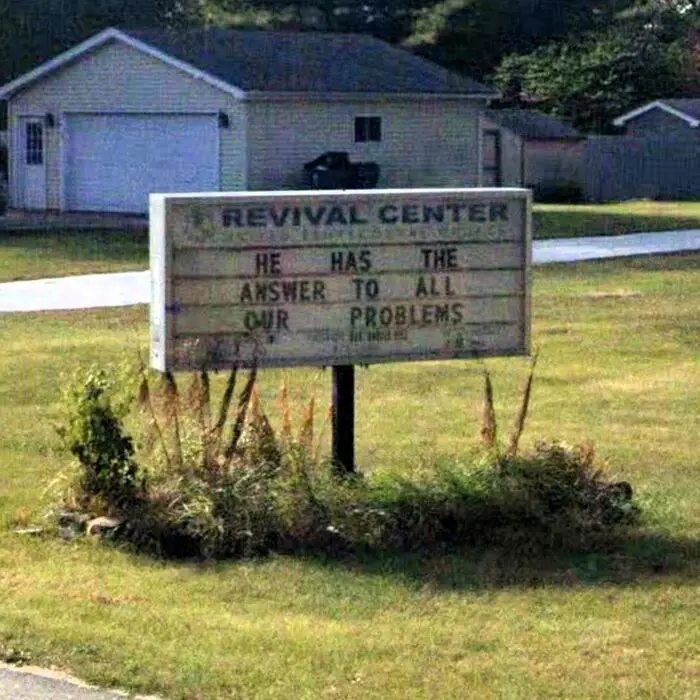 REVIVAL CENTER
HE HAS THE
ANSWER TO ALL
OUR PROBLEMS